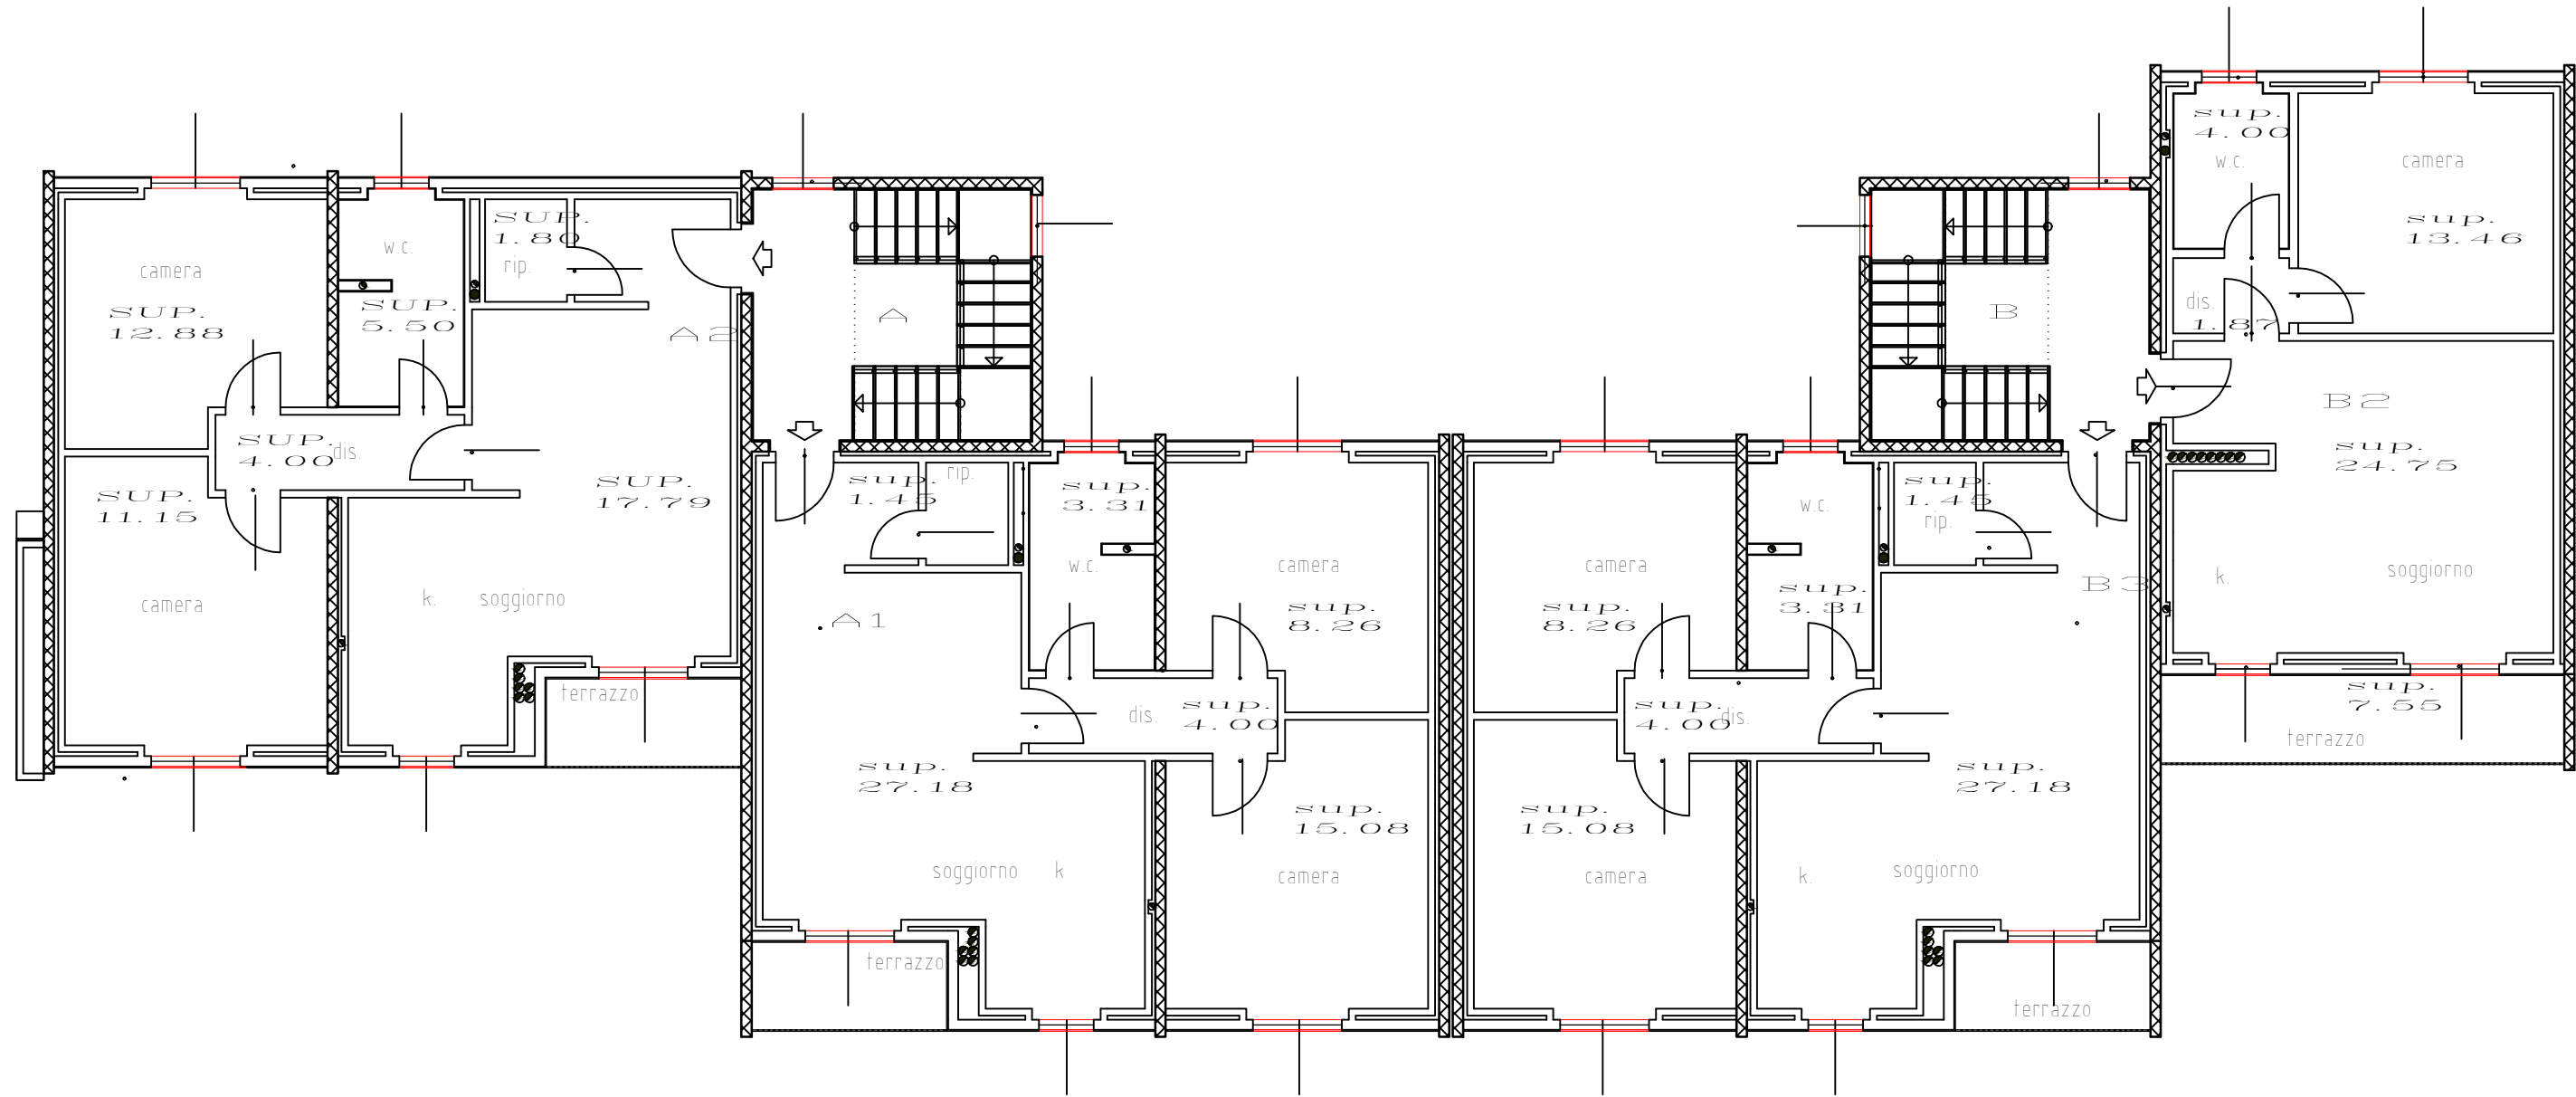 camera
SUP.
12.88
w.c.
SUP.
5.50
SUP.
1.80
rip.
A2
SUP.
4.00
dis.
SUP.
11.15
camera
SUP.
17.79
k.
soggiorno
terrazzo
A
A1
sup.
1.45
rip.
sup.
3.31
w.c.
camera
sup.
8.26
dis.
sup.
4.00
sup.
27.18
soggiorno
k
sup.
15.08
camera
terrazzo
camera
sup.
8.26
w.c.
sup.
3.31
sup.
1.45
rip.
B
B3
sup.
4.00
dis.
sup.
15.08
camera
sup.
27.18
k.
soggiorno
terrazzo
sup.
4.00
w.c.
camera
sup.
13.46
dis.
1.87
B2
sup.
24.75
k.
soggiorno
sup.
7.55
terrazzo